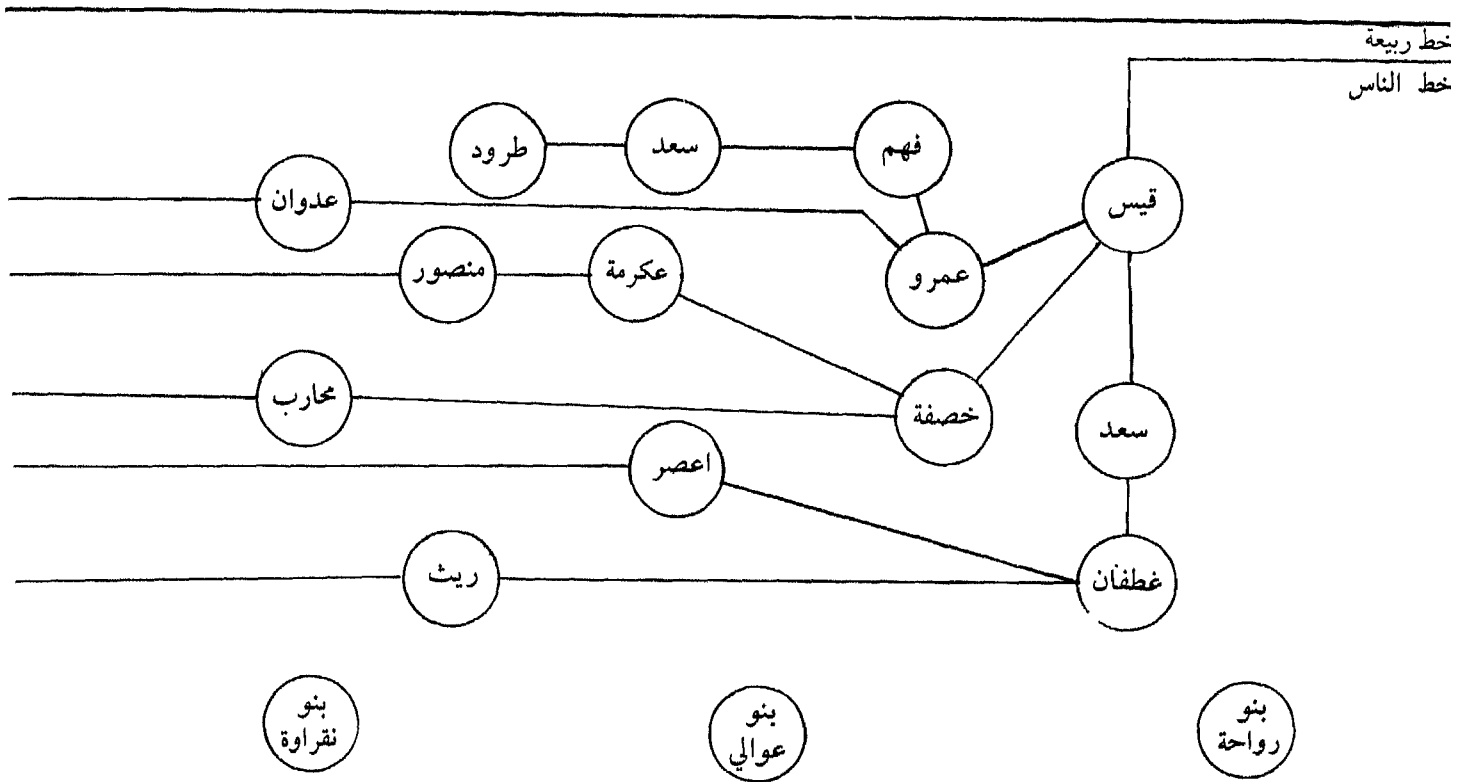 خط ربيعة
خط الناس
فهم
سعد
طرود
قيس
عدوان
عمرو
عكرمة
منصور
محارب
خصفة
سعد
اعصر
غطفان
ريث
بنو
رواحة
بنو
عوالي
بنو
نقراوة